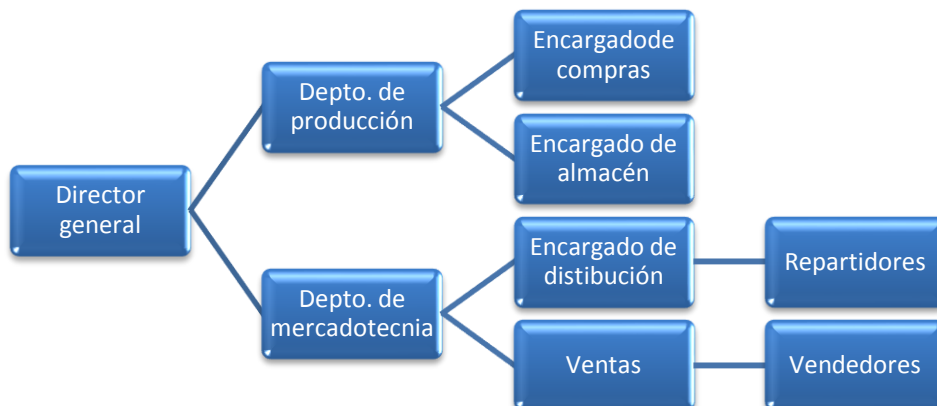 Director
general
Depto. de
producción
Encargadode
compras
Encargado de
almacén
Depto. de
mercadotecnia
Encargado de
distibución
Repartidores
Ventas
Vendedores